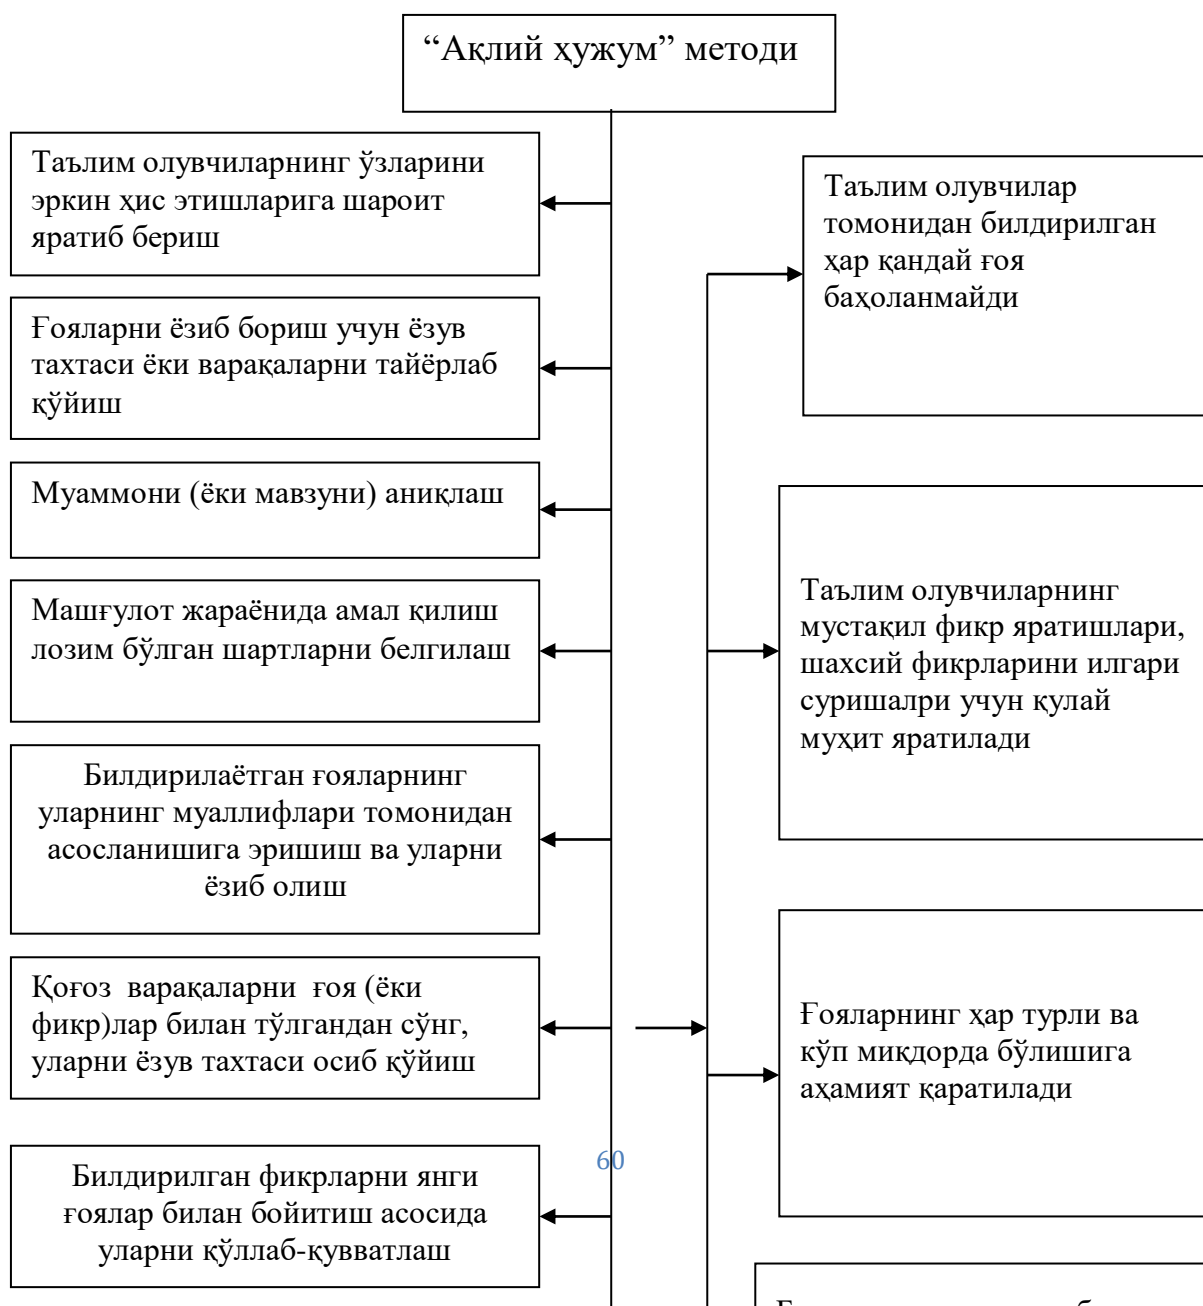 “Ақлий ҳужум” методи
Таълим олувчиларнинг ўзларини
эркин ҳис этишларига шароит
яратиб бериш
Ғояларни ёзиб бориш учун ёзув
тахтаси ёки варақаларни тайёрлаб
қўйиш
Муаммони (ёки мавзуни) аниқлаш
Машғулот жараёнида амал қилиш
лозим бўлган шартларни белгилаш
Билдирилаётган ғояларнинг
уларнинг муаллифлари томонидан
асосланишига эришиш ва уларни
ёзиб олиш
Қоғоз варақаларни ғоя (ёки
фикр)лар билан тўлгандан сўнг,
уларни ёзув тахтаси осиб қўйиш
Билдирилган фикрларни янги
ғоялар билан бойитиш асосида
уларни қўллаб-қувватлаш
Таълим олувчилар
томонидан билдирилган
ҳар қандай ғоя
баҳоланмайди
Таълим олувчиларнинг
мустақил фикр яратишлари,
шахсий фикрларини илгари
суришалри учун қулай
муҳит яратилади
Ғояларнинг ҳар турли ва
кўп миқдорда бўлишига
аҳамият қаратилади
60